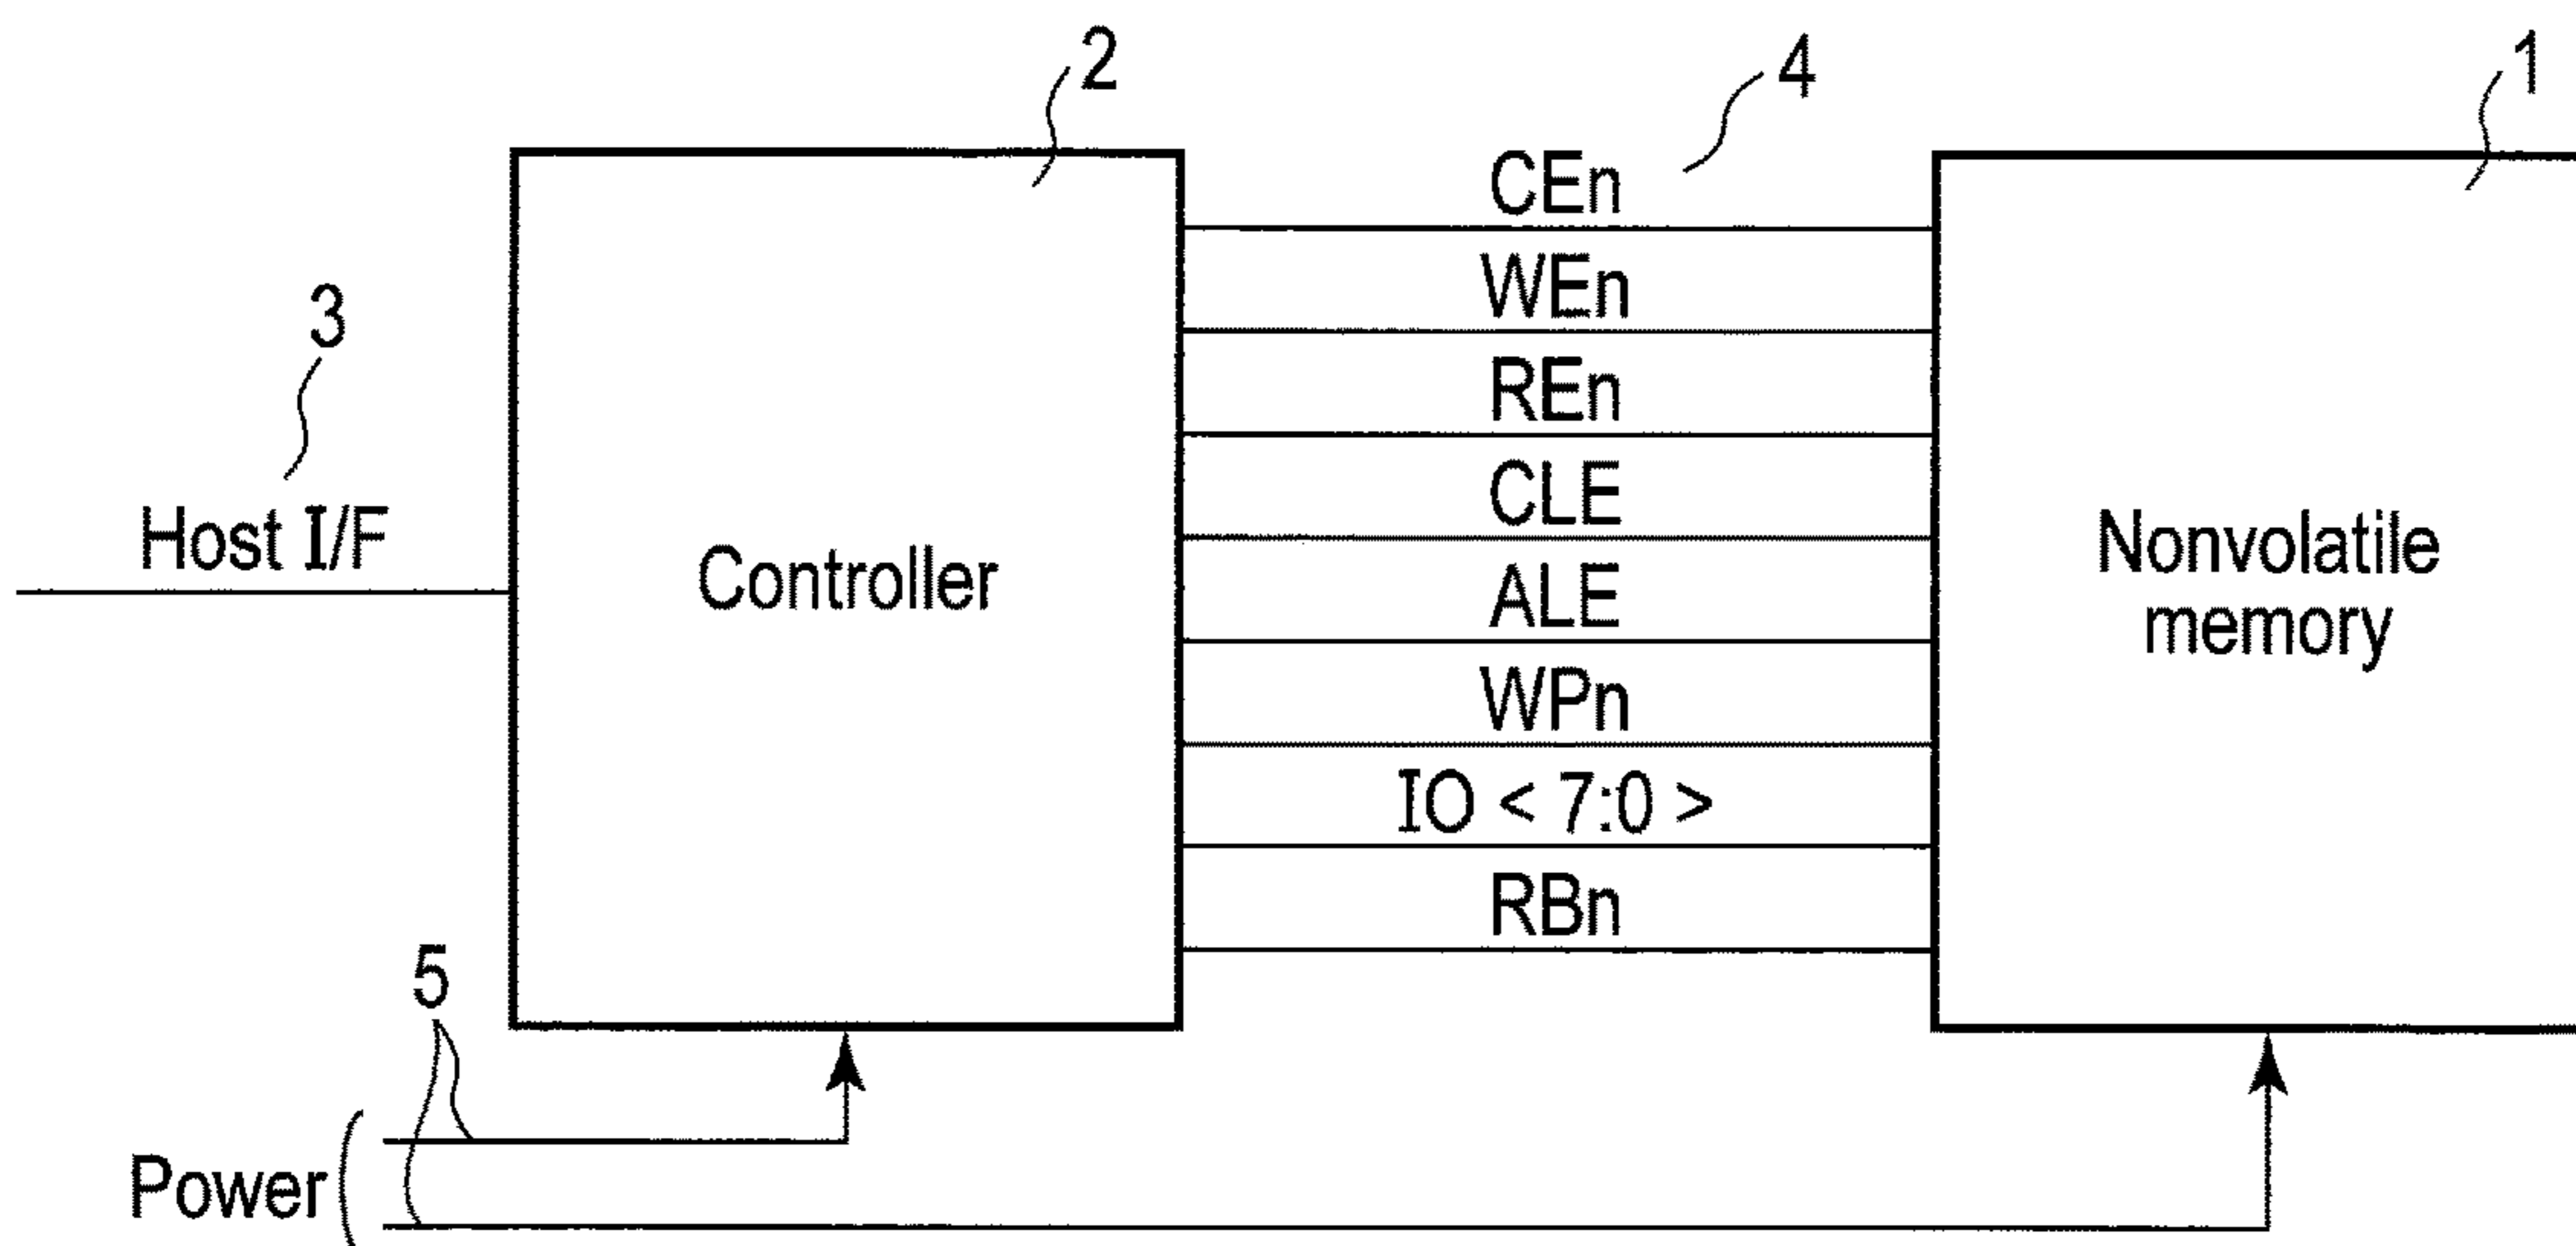 2
4
1
CEn
WEn
REn
CLE
ALE
WPn
IO < 7:0 >
RBn
3
Host I/F
Controller
Nonvolatile
memory
5
Power